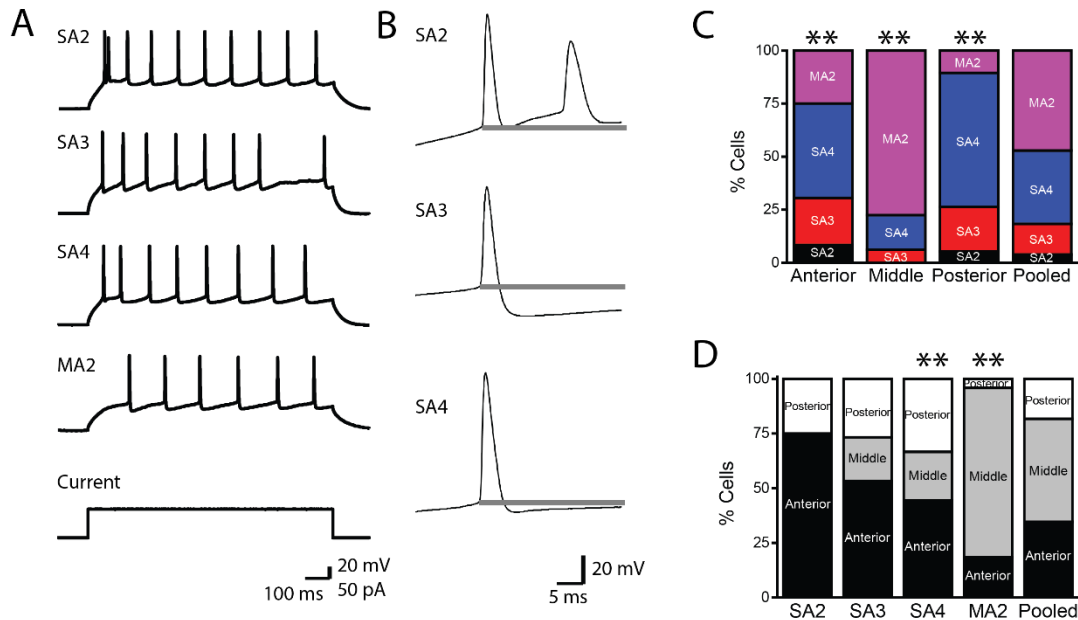 A
SA2
SA3
SA4
MA2
Current
20 mV
100 ms 50 pA
B
SA2
SA3
SA4
20 mV
5 ms
C
** ** **
100
75
50
25
0
% Cells
MA2
SA4
SA3
SA2
MA2
SA4
SA3
MA2
SA4
SA3
SA2
MA2
SA4
SA3
SA2
Anterior Middle Posterior Pooled
D
** **
100
75
50
25
0
% Cells
Posterior
Anterior
Posterior
Middle
Anterior
Posterior
Middle
Anterior
Posterior
Middle
Anterior
Posterior
Middle
Anterior
SA2 SA3 SA4 MA2 Pooled